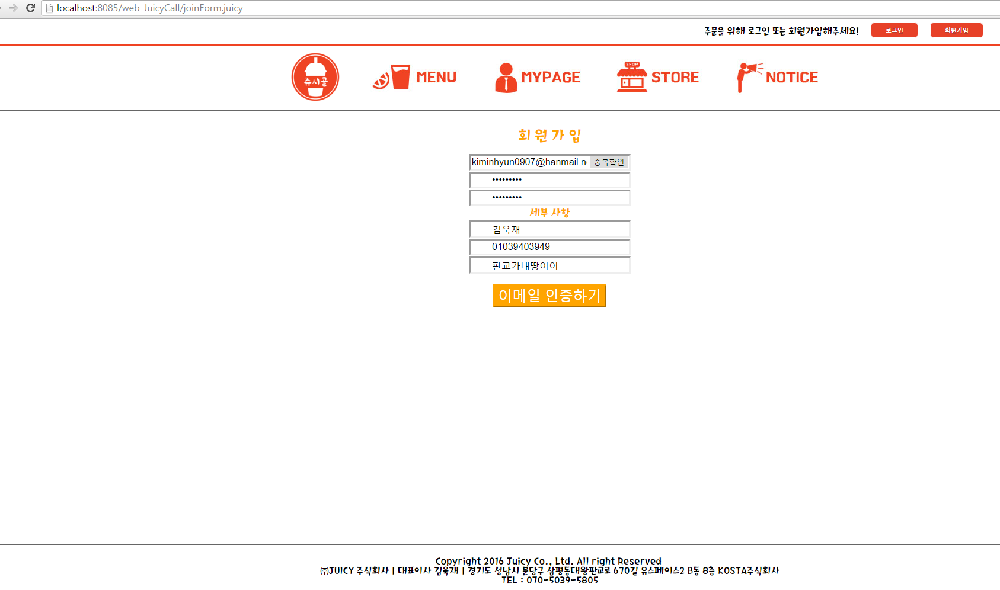 localhost:8085/web_JuicyCall/joinForm.juicy
주문을 위해 로그인 또는 회원가입해주세요! 로그인 회원가입
쥬시콜 MENU MYPAGE SHOP STORE NOTICE
회 원 가 입
kiminhyun0907@hanmail.n 중복확인
•••••••••
•••••••••
세부 사항
김욱재
01039403949
판교가내땅이여
이메일 인증하기
Copyright 2016 Juicy Co., Ltd. All right Reserved
㈜JUICY 주식회사 | 대표이사 김욱재 | 경기도 성남시 분당구 삼평동대왕판교로 670길 유스페이스2 B동 8층 KOSTA주식회사
TEL : 070-5039-5805